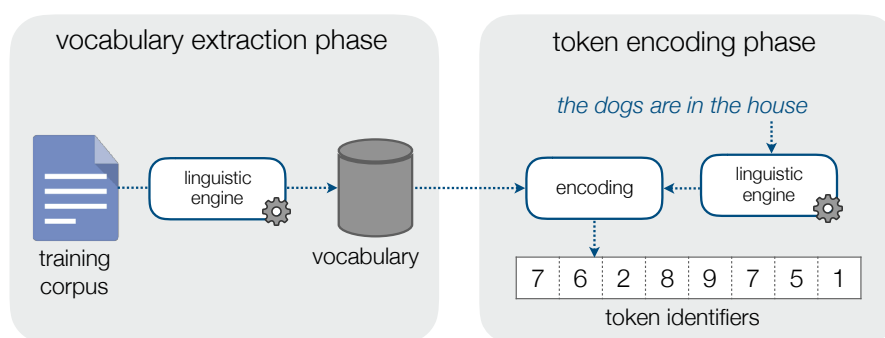 vocabulary extraction phase
training
corpus
linguistic
engine
vocabulary
token encoding phase
the dogs are in the house
encoding
linguistic
engine
7 6 2 8 9 7 5 1
token identifiers